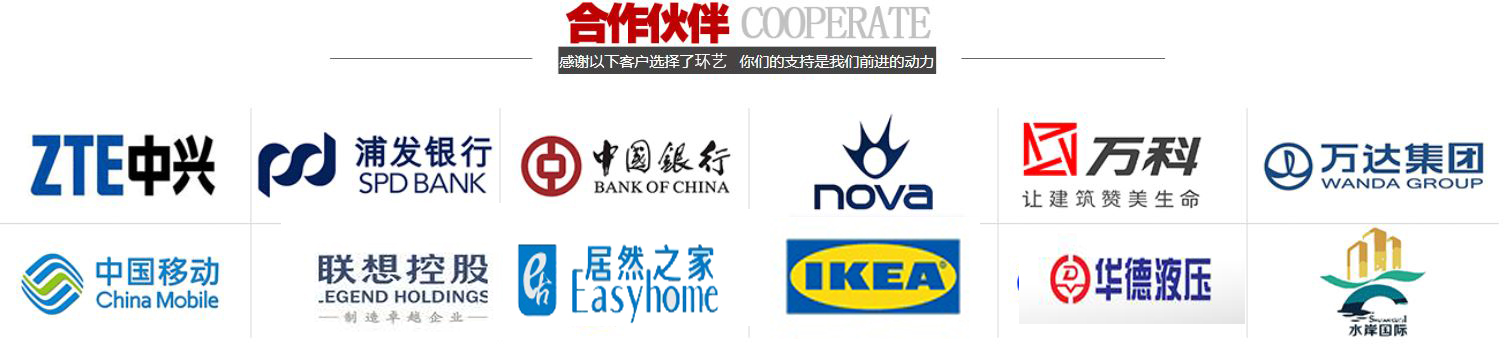 合作伙伴 COOPERATE
感谢以下客户选择了环艺 你们的支持是我们前进的动力
ZTE中兴
浦发银行
SPD BANK
中國銀行
BANK OF CHINA
nova
万科
让建筑赞美生命
万达集团
WANDA GROUP
中国移动
China Mobile
联想控股
LEGEND HOLDINGS
制造卓越企业
居然之家
Easyhome
IKEA
华德液压
水岸国际